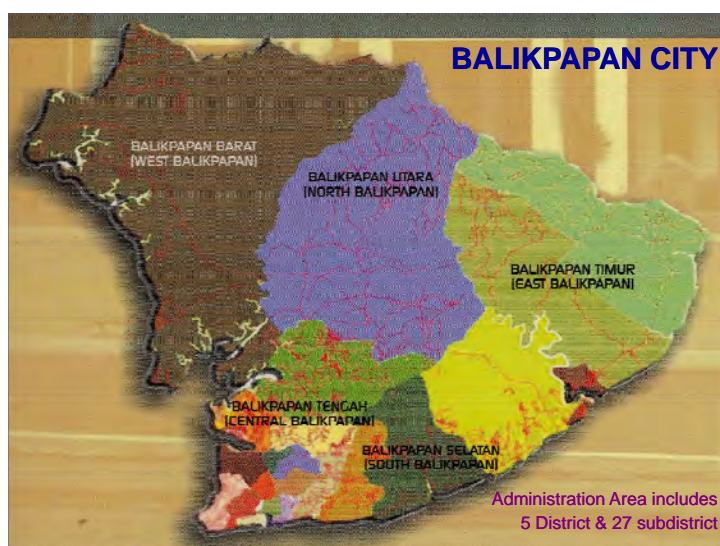 BALIKPAPAN CITY
BALIKPAPAN BARAT
(WEST BALIKPAPAN)
BALIKPAPAN UTARA
(NORTH BALIKPAPAN)
BALIKPAPAN TIMUR
(EAST BALIKPAPAN)
BALIKPAPAN TENGAH
(CENTRAL BALIKPAPAN)
BALIKPAPAN SELATAN
(SOUTH BALIKPAPAN)
Administration Area includes
5 District & 27 subdistrict